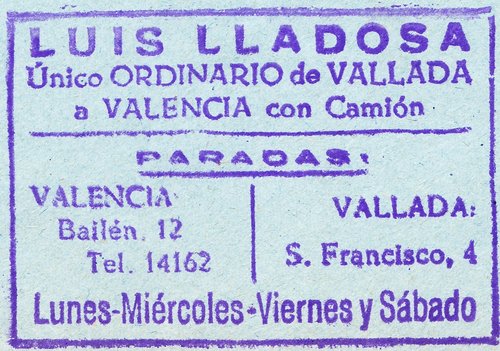 LUIS LLADOSA
Único ORDINARIO de VALLADA
a VALENCIA con Camión
PARADAS:
VALENCIA
Bailén, 12
Tel. 14162
VALLADA:
S. Francisco, 4
Lunes-Miércoles-Viernes y Sábado